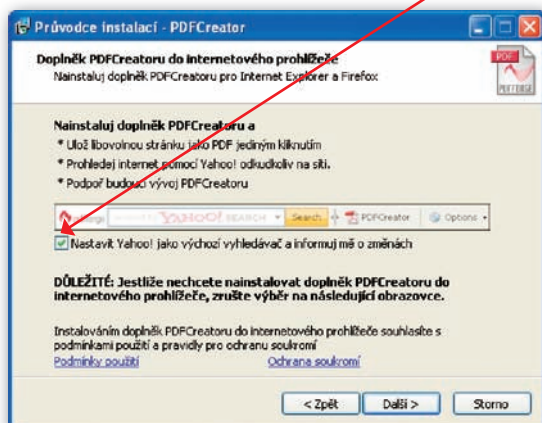 Průvodce instalací - PDFCreator
Doplněk PDFCreatoru do internetového prohlížeče
Nainstaluj doplněk PDFCreatoru pro Internet Explorer a Firefox
PDF
PDFFORGE
Nainstaluj doplněk PDFCreatoru a
* Ulož libovolnou stránku jako PDF jediným kliknutím
* Prohledej internet pomocí Yahoo! odkudkoliv na síti.
* Podpoř budoucí vývoj PDFCreatoru
YAHOO! SEARCH Search PDFCreator Options
Nastavit Yahoo! jako výchozí vyhledávač a informuj mě o změnách
DŮLEŽITÉ: Jestliže nechcete nainstalovat doplněk PDFCreatoru do
internetového prohlížeče, zrušte výběr na následující obrazovce.
Instalováním doplněk PDFCreatoru do internetového prohlížeče souhlasíte s
podmínkami použití a pravidly pro ochranu soukromí
Podmínky použití Ochrana soukromí
< Zpět Další > Storno